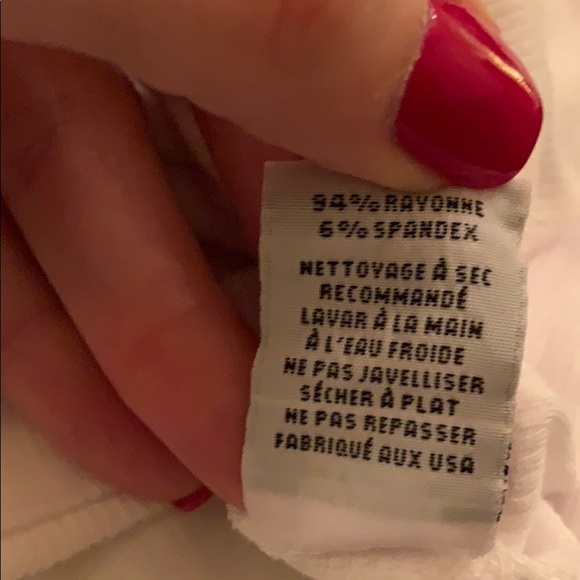 94% RAYONNE
6% SPANDEX
NETTOYAGE À SEC
RECOMMANDÉ
LAVAR À LA MAIN
À L'EAU FROIDE
NE PAS JAVELLISER
SÉCHER À PLAT
NE PAS REPASSER
FABRIQUÉ AUX USA